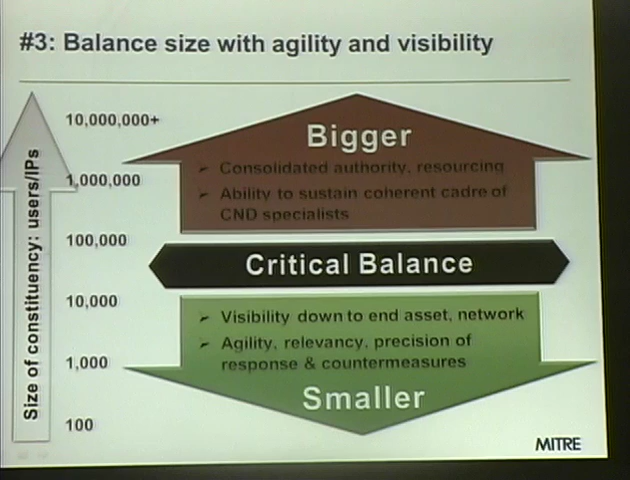 #3: Balance size with agility and visibility
Size of constituency: users/IPs
10,000,000+
1,000,000
100,000
10,000
1,000
100
Bigger
➢ Consolidated authority, resourcing
➢ Ability to sustain coherent cadre of
CND specialists
Critical Balance
➢ Visibility down to end asset, network
➢ Agility, relevancy, precision of
response & countermeasures
Smaller
MITRE